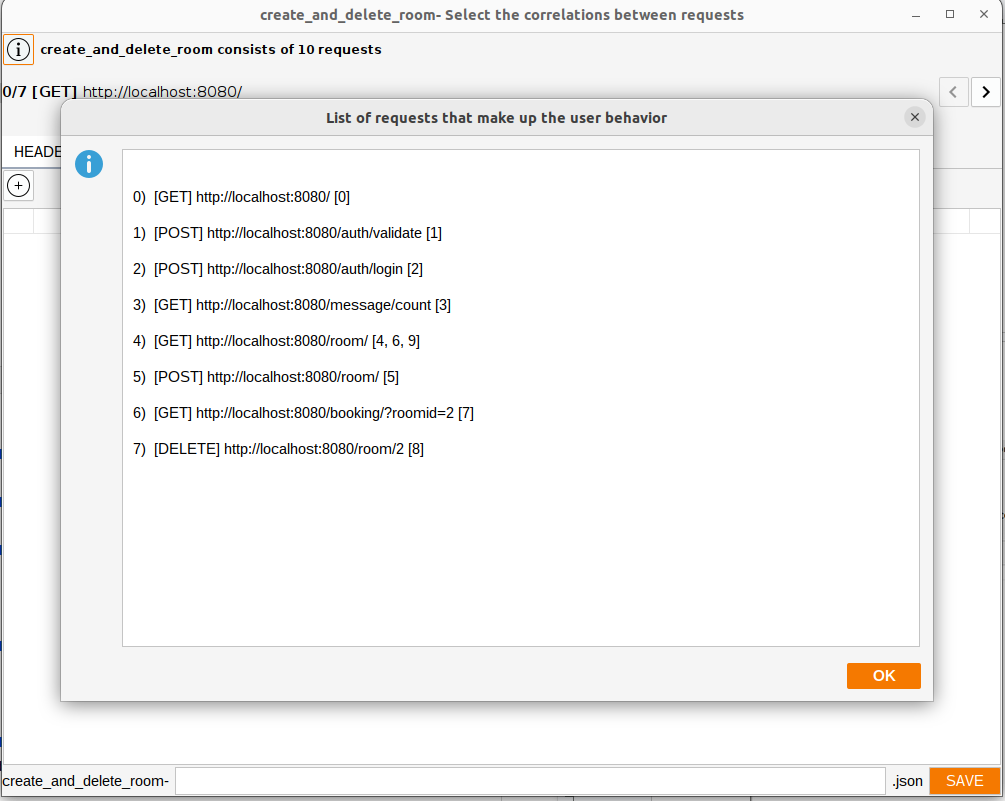 create_and_delete_room- Select the correlations between requests
create_and_delete_room consists of 10 requests
0/7 [GET] http://localhost:8080/
List of requests that make up the user behavior
HEADE
0) [GET] http://localhost:8080/ [0]
1) [POST] http://localhost:8080/auth/validate [1]
2) [POST] http://localhost:8080/auth/login [2]
3) [GET] http://localhost:8080/message/count [3]
4) [GET] http://localhost:8080/room/ [4, 6, 9]
5) [POST] http://localhost:8080/room/ [5]
6) [GET] http://localhost:8080/booking/?roomid=2 [7]
7) [DELETE] http://localhost:8080/room/2 [8]
OK
create_and_delete_room- .json SAVE